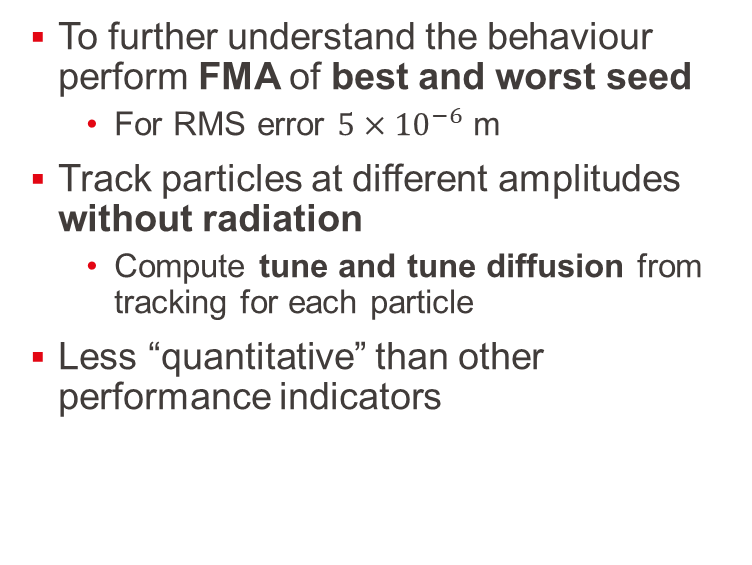 ▪ To further understand the behaviour
perform FMA of best and worst seed
• For RMS error 5 × 10⁻⁶ m
▪ Track particles at different amplitudes
without radiation
• Compute tune and tune diffusion from
tracking for each particle
▪ Less “quantitative” than other
performance indicators